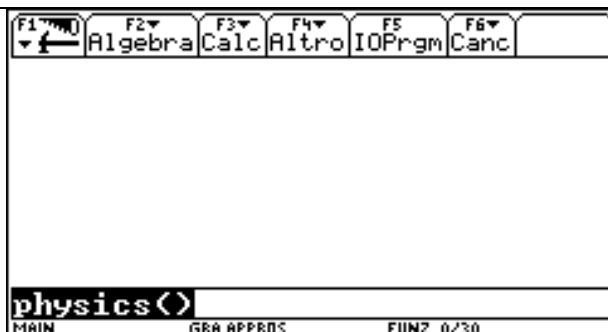 F1 F2 F3 F4 F5 F6
Algebra Calc Altro IOPrgm Canc
physics()
MAIN GRA APPROS FUNZ 0/30